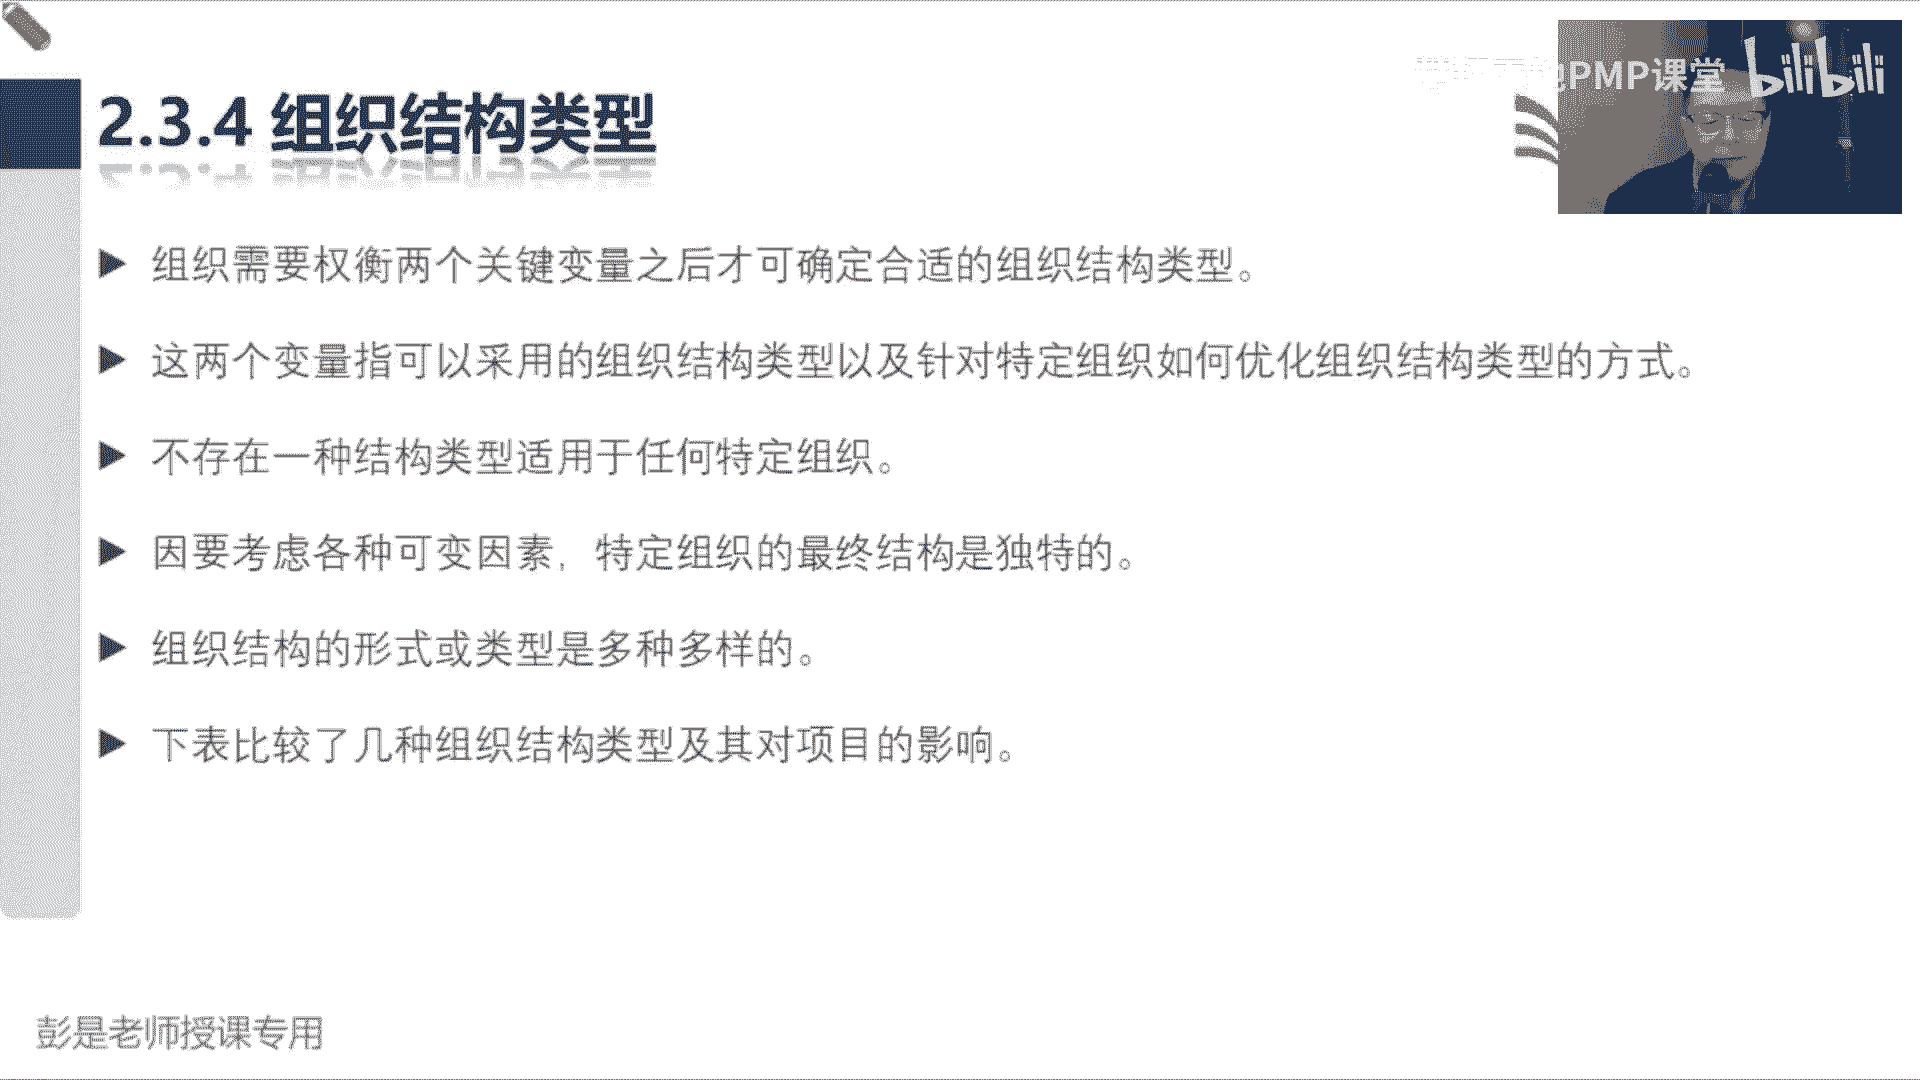 PMP课堂 bilibili
2.3.4 组织结构类型
组织需要权衡两个关键变量之后才可确定合适的组织结构类型。
这两个变量指可以采用的组织结构类型以及针对特定组织如何优化组织结构类型的方式。
不存在一种结构类型适用于任何特定组织。
因要考虑各种可变因素，特定组织的最终结构是独特的。
组织结构的形式或类型是多种多样的。
下表比较了几种组织结构类型及其对项目的影响。
彭是老师授课专用